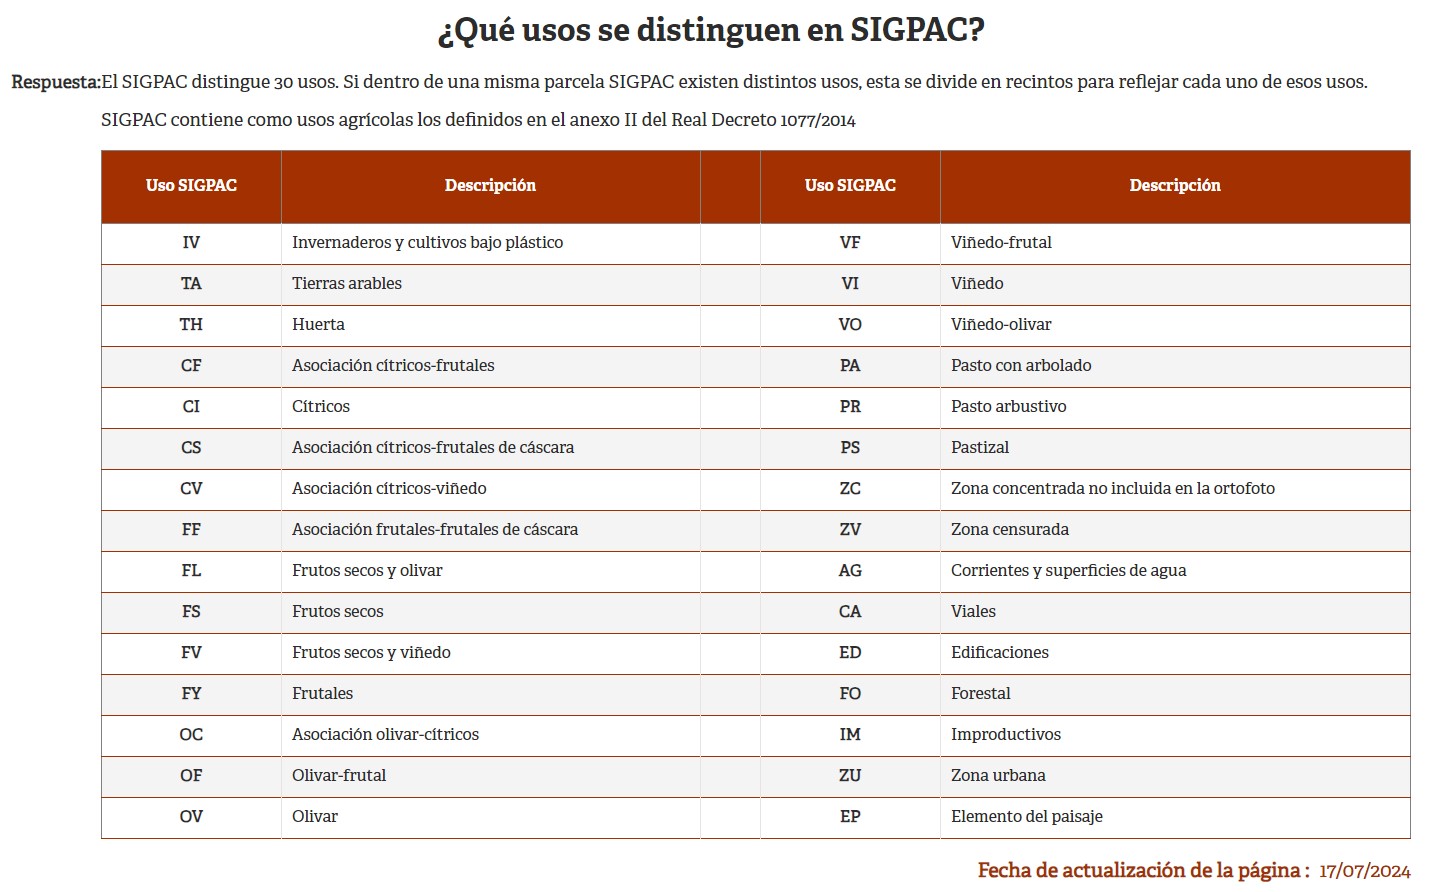 ¿Qué usos se distinguen en SIGPAC?
Respuesta:El SIGPAC distingue 30 usos. Si dentro de una misma parcela SIGPAC existen distintos usos, esta se divide en recintos para reflejar cada uno de esos usos.
SIGPAC contiene como usos agrícolas los definidos en el anexo II del Real Decreto 1077/2014
Uso SIGPAC Descripción Uso SIGPAC Descripción
IV Invernaderos y cultivos bajo plástico VF Viñedo-frutal
TA Tierras arables VI Viñedo
TH Huerta VO Viñedo-olivar
CF Asociación cítricos-frutales PA Pasto con arbolado
CI Cítricos PR Pasto arbustivo
CS Asociación cítricos-frutales de cáscara PS Pastizal
CV Asociación cítricos-viñedo ZC Zona concentrada no incluida en la ortofoto
FF Asociación frutales-frutales de cáscara ZV Zona censurada
FL Frutos secos y olivar AG Corrientes y superficies de agua
FS Frutos secos CA Viales
FV Frutos secos y viñedo ED Edificaciones
FY Frutales FO Forestal
OC Asociación olivar-cítricos IM Improductivos
OF Olivar-frutal ZU Zona urbana
OV Olivar EP Elemento del paisaje
Fecha de actualización de la página : 17/07/2024